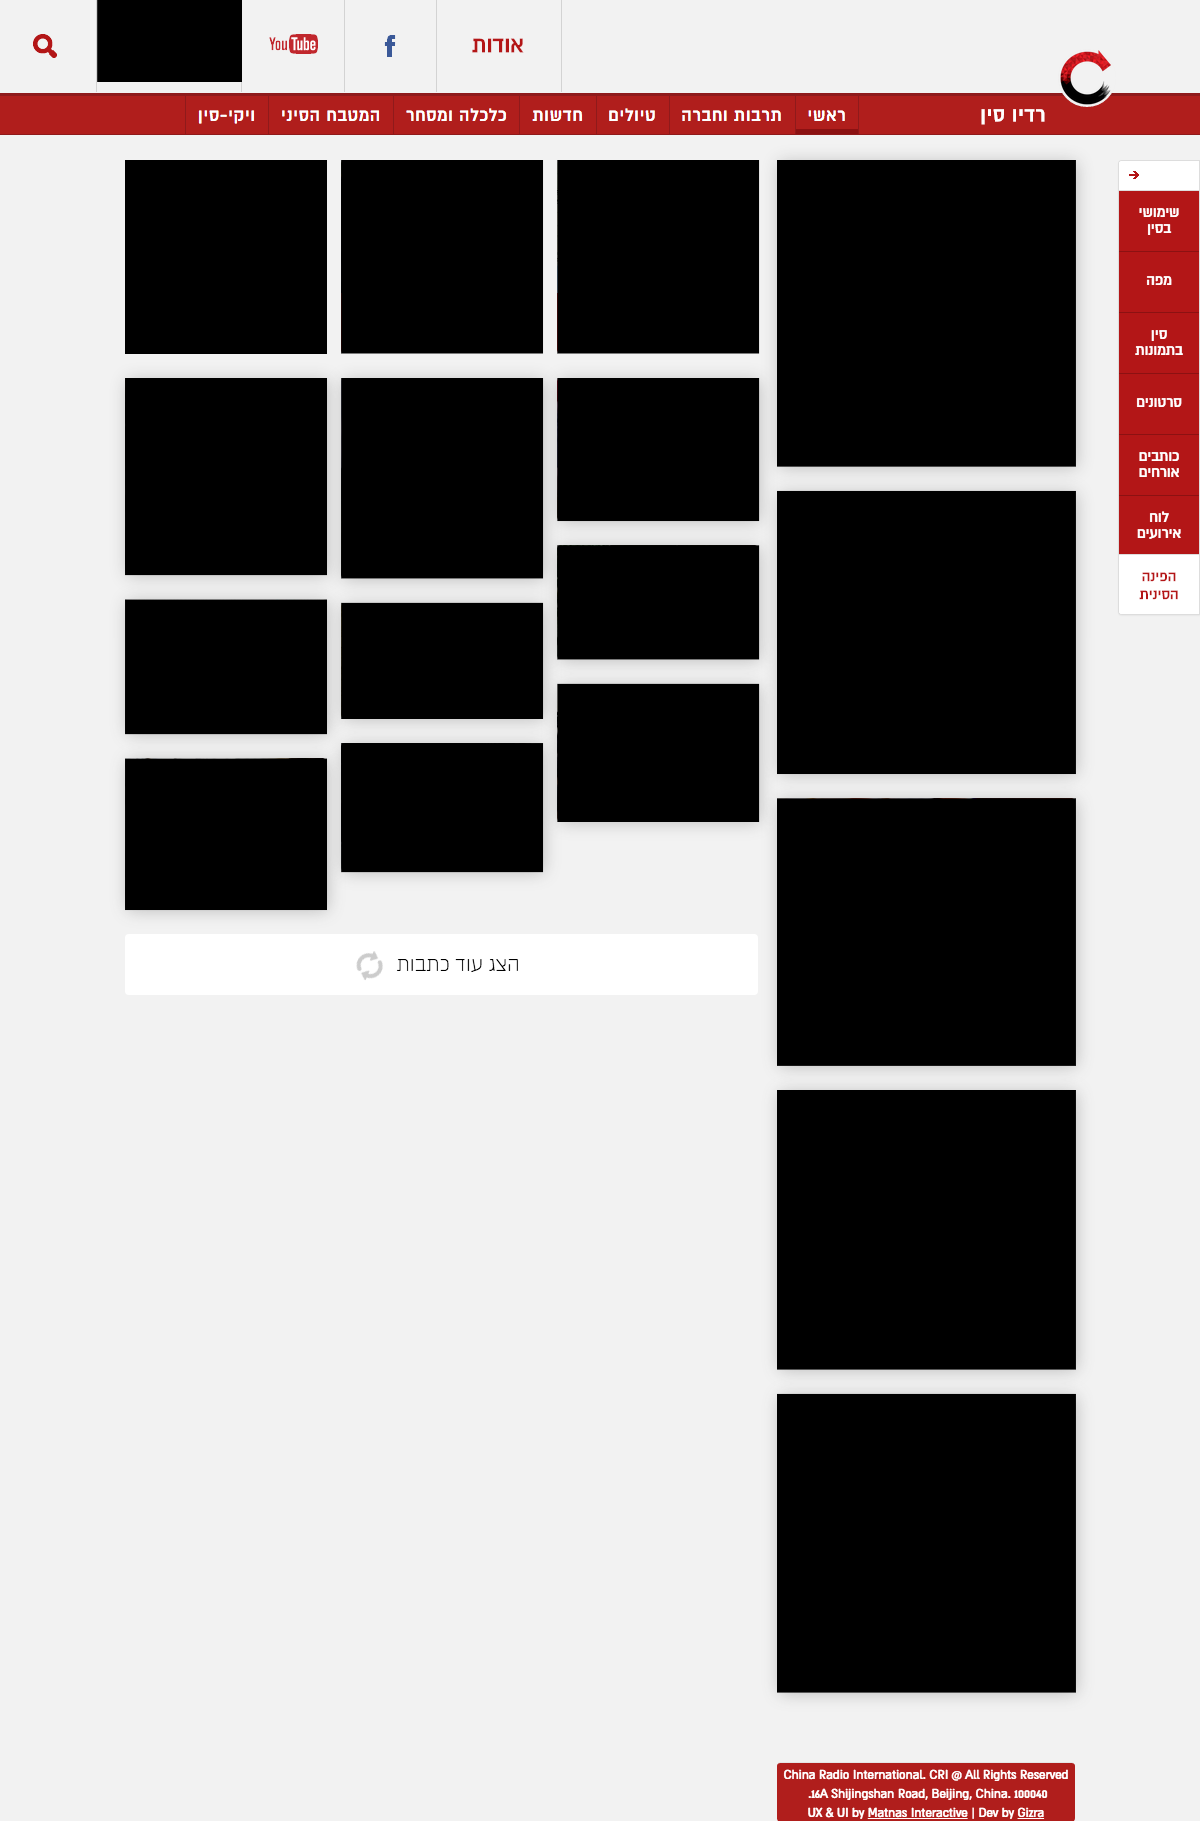 אודות
YouTube
רדיו סין
ראשי
תרבות וחברה
טיולים
חדשות
כלכלה ומסחר
המטבח הסיני
ויקי-סין
שימושי
בסין
מפה
סין
בתמונות
סרטונים
כותבים
אורחים
לוח
אירועים
הפינה
הסינית
הצג עוד כתבות
China Radio International. CRI @ All Rights Reserved
.16A Shijingshan Road, Beijing, China. 100040
UX & UI by Matnas Interactive | Dev by Gizra